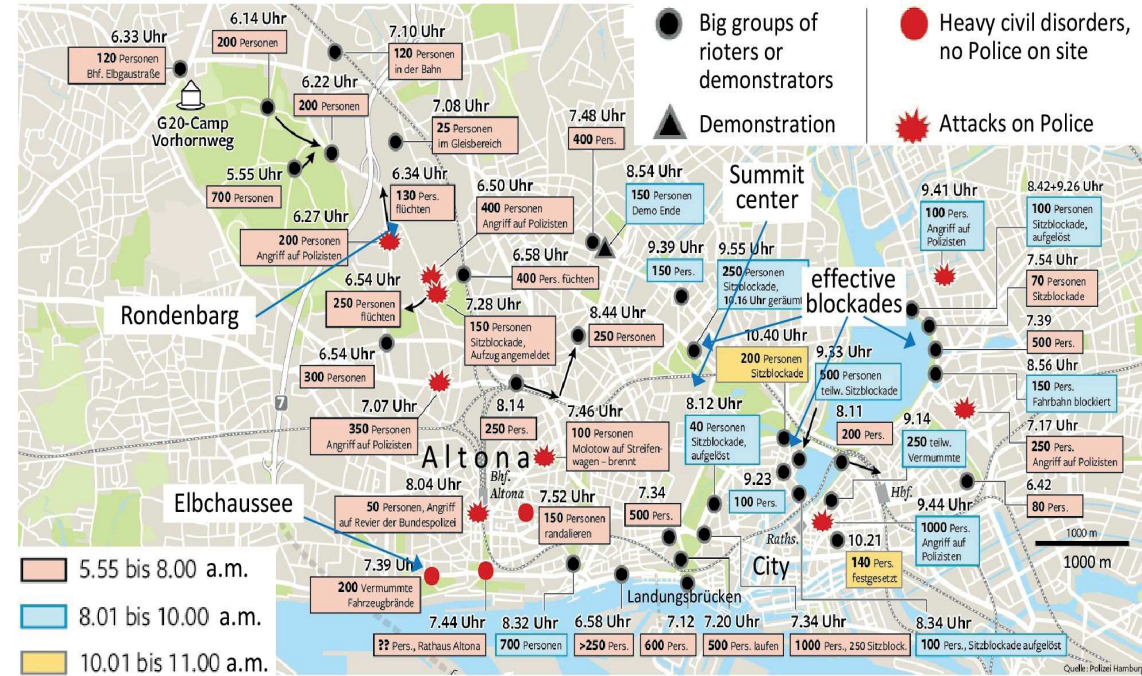 Big groups of
rioters or
demonstrators
Demonstration
Heavy civil disorders,
no Police on site
Attacks on Police
6.33 Uhr
120 Personen
Bhf. Elbgaustraße
6.14 Uhr
200 Personen
7.10 Uhr
120 Personen
in der Bahn
G20-Camp
Vorhornweg
6.22 Uhr
200 Personen
7.08 Uhr
25 Personen
im Gleisbereich
5.55 Uhr
700 Personen
6.34 Uhr
130 Pers.
flüchten
6.27 Uhr
200 Personen
Angriff auf Polizisten
6.50 Uhr
400 Personen
Angriff auf Polizisten
7.48 Uhr
400 Pers.
8.54 Uhr
150 Personen
Demo Ende
Summit
center
9.41 Uhr
100 Pers.
Angriff auf
Polizisten
8.42+9.26 Uhr
100 Personen
Sitzblockade,
aufgelöst
6.58 Uhr
400 Pers. füchten
9.39 Uhr
150 Pers.
9.55 Uhr
250 Personen
Sitzblockade,
10.16 Uhr geräumt
effective
blockades
7.54 Uhr
70 Personen
Sitzblockade
Rondenbarg
6.54 Uhr
250 Personen
flüchten
7.28 Uhr
150 Personen
Sitzblockade,
Aufzug angemeldet
8.44 Uhr
250 Personen
10.40 Uhr
200 Personen
Sitzblockade
9.33 Uhr
500 Personen
teilw. Sitzblockade
7.39
500 Pers.
6.54 Uhr
300 Personen
8.56 Uhr
150 Pers.
Fahrbahn blockiert
7
7.07 Uhr
350 Personen
Angriff auf Polizisten
8.14
250 Pers.
7.46 Uhr
100 Personen
Molotow auf Streifen-
wagen – brennt
8.12 Uhr
40 Personen
Sitzblockade,
aufgelöst
8.11
200 Pers.
9.14
250 teilw.
Vermummte
7.17 Uhr
250 Pers.
Angriff auf Polizisten
Altona
Bhf.
Altona
Elbchaussee
8.04 Uhr
50 Personen, Angriff
auf Revier der Bundespolizei
7.52 Uhr
150 Personen
randalieren
7.34
500 Pers.
9.23
100 Pers.
Hbf.
6.42
80 Pers.
Raths.
9.44 Uhr
1000 Pers.
Angriff auf
Polizisten
10.21
140 Pers.
festgesetzt
1000 m
1000 m
City
7.39 Uhr
200 Vermummte
Fahrzeugbrände
Landungsbrücken
7.44 Uhr
?? Pers., Rathaus Altona
8.32 Uhr
700 Personen
6.58 Uhr
>250 Pers.
7.12
600 Pers.
7.20 Uhr
500 Pers. laufen
7.34 Uhr
1000 Pers., 250 Sitzblock.
8.34 Uhr
100 Pers., Sitzblockade aufgelöst
5.55 bis 8.00 a.m.
8.01 bis 10.00 a.m.
10.01 bis 11.00 a.m.
Quelle: Polizei Hamburg